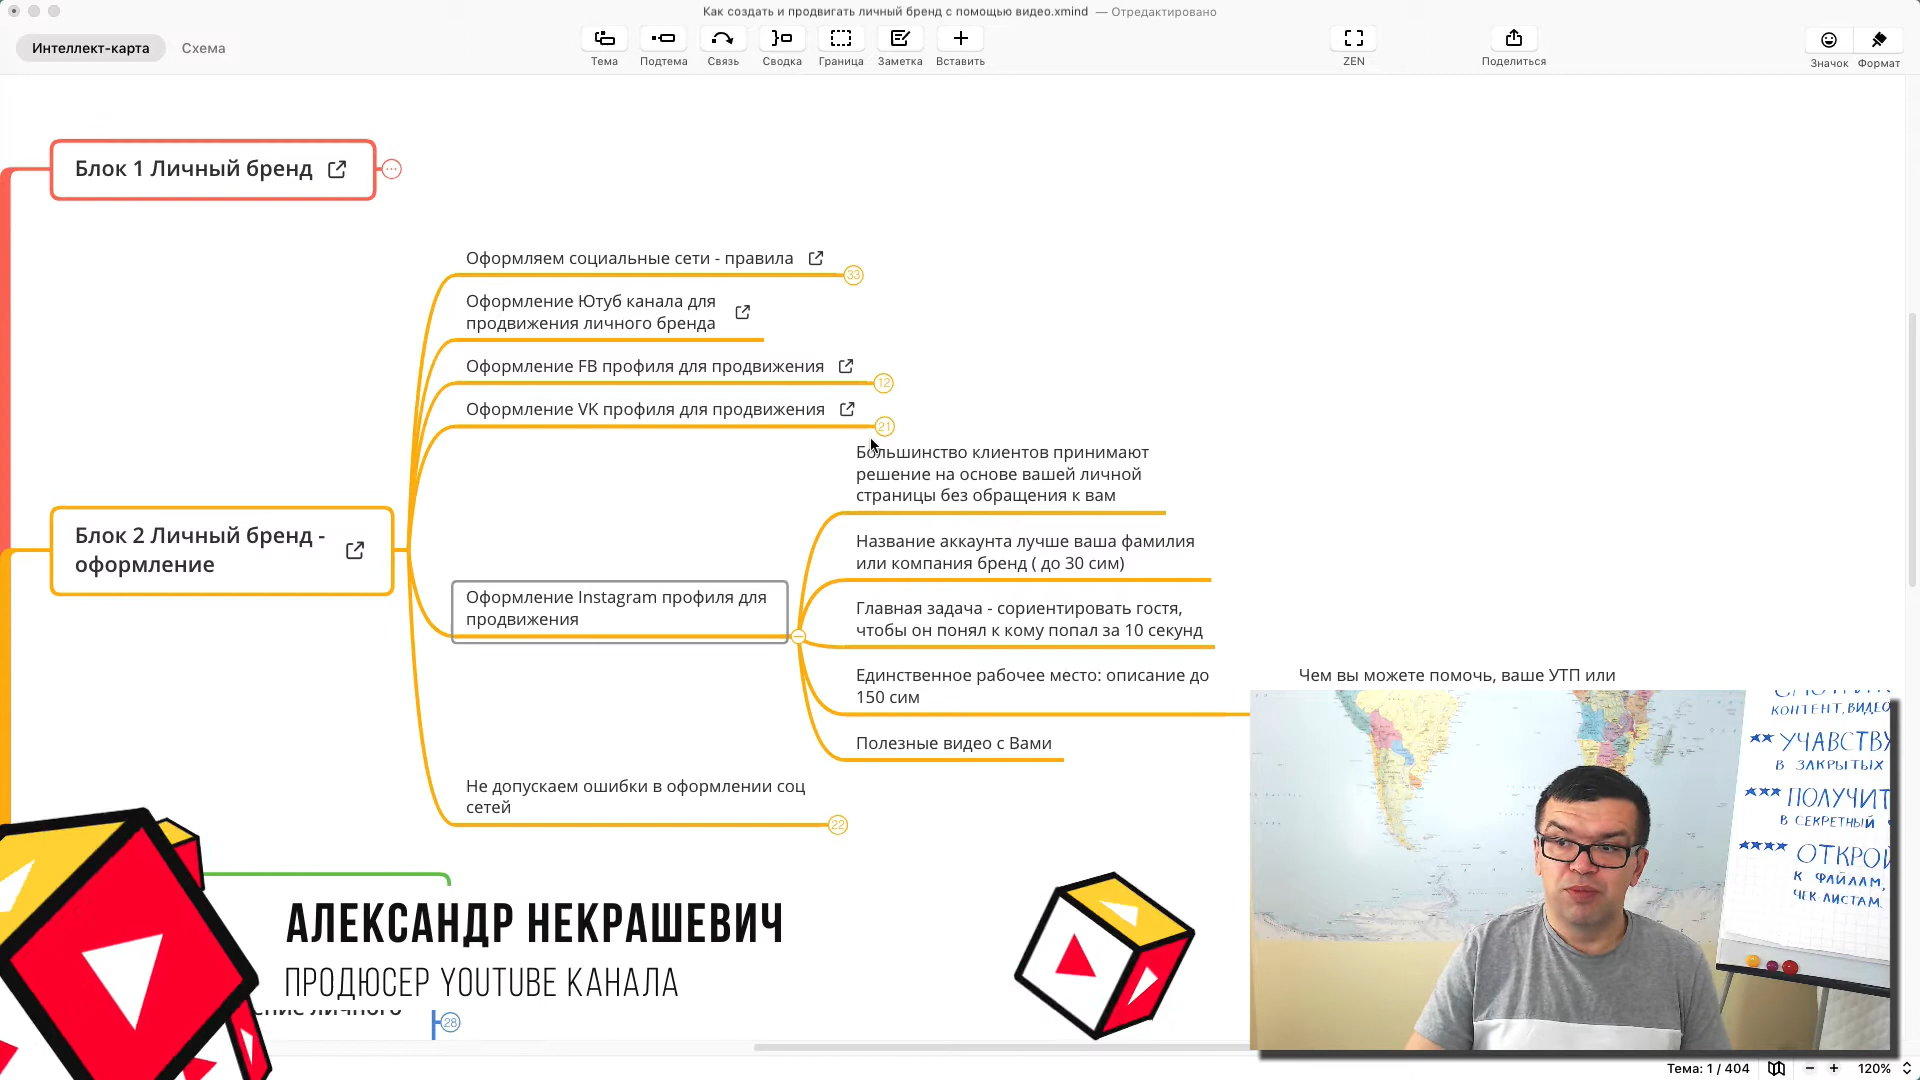 Как создать и продвигать личный бренд с помощью видео.xmind — Отредактировано
Интеллект-карта
Схема
Тема
Подтема
Связь
Сводка
Граница
Заметка
Вставить
ZEN
Поделиться
Значок
Формат
Блок 1 Личный бренд
Оформляем социальные сети - правила
33
Оформление Ютуб канала для
продвижения личного бренда
Оформление FB профиля для продвижения
12
Оформление VK профиля для продвижения
21
Большинство клиентов принимают
решение на основе вашей личной
страницы без обращения к вам
Блок 2 Личный бренд -
оформление
Название аккаунта лучше ваша фамилия
или компания бренд ( до 30 сим)
Оформление Instagram профиля для
продвижения
Главная задача - сориентировать гостя,
чтобы он понял к кому попал за 10 секунд
Единственное рабочее место: описание до
150 сим
Чем вы можете помочь, ваше УТП или
Полезные видео с Вами
Не допускаем ошибки в оформлении соц
сетей
22
КОНТЕНТ, ВИДЕО
УЧАВСТВУ
В ЗАКРЫТЫХ
ПОЛУЧИТ
В СЕКРЕТНЫЙ
ОТКРОЙ
К ФАЙЛАМ,
ЧЕК ЛИСТАМ.
АЛЕКСАНДР НЕКРАШЕВИЧ
ПРОДЮСЕР YOUTUBE КАНАЛА
28
Тема: 1 / 404
120%